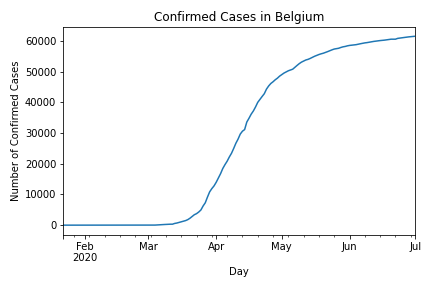 Confirmed Cases in Belgium
Number of Confirmed Cases
60000
50000
40000
30000
20000
10000
0
Feb Mar Apr May Jun Jul
2020
Day